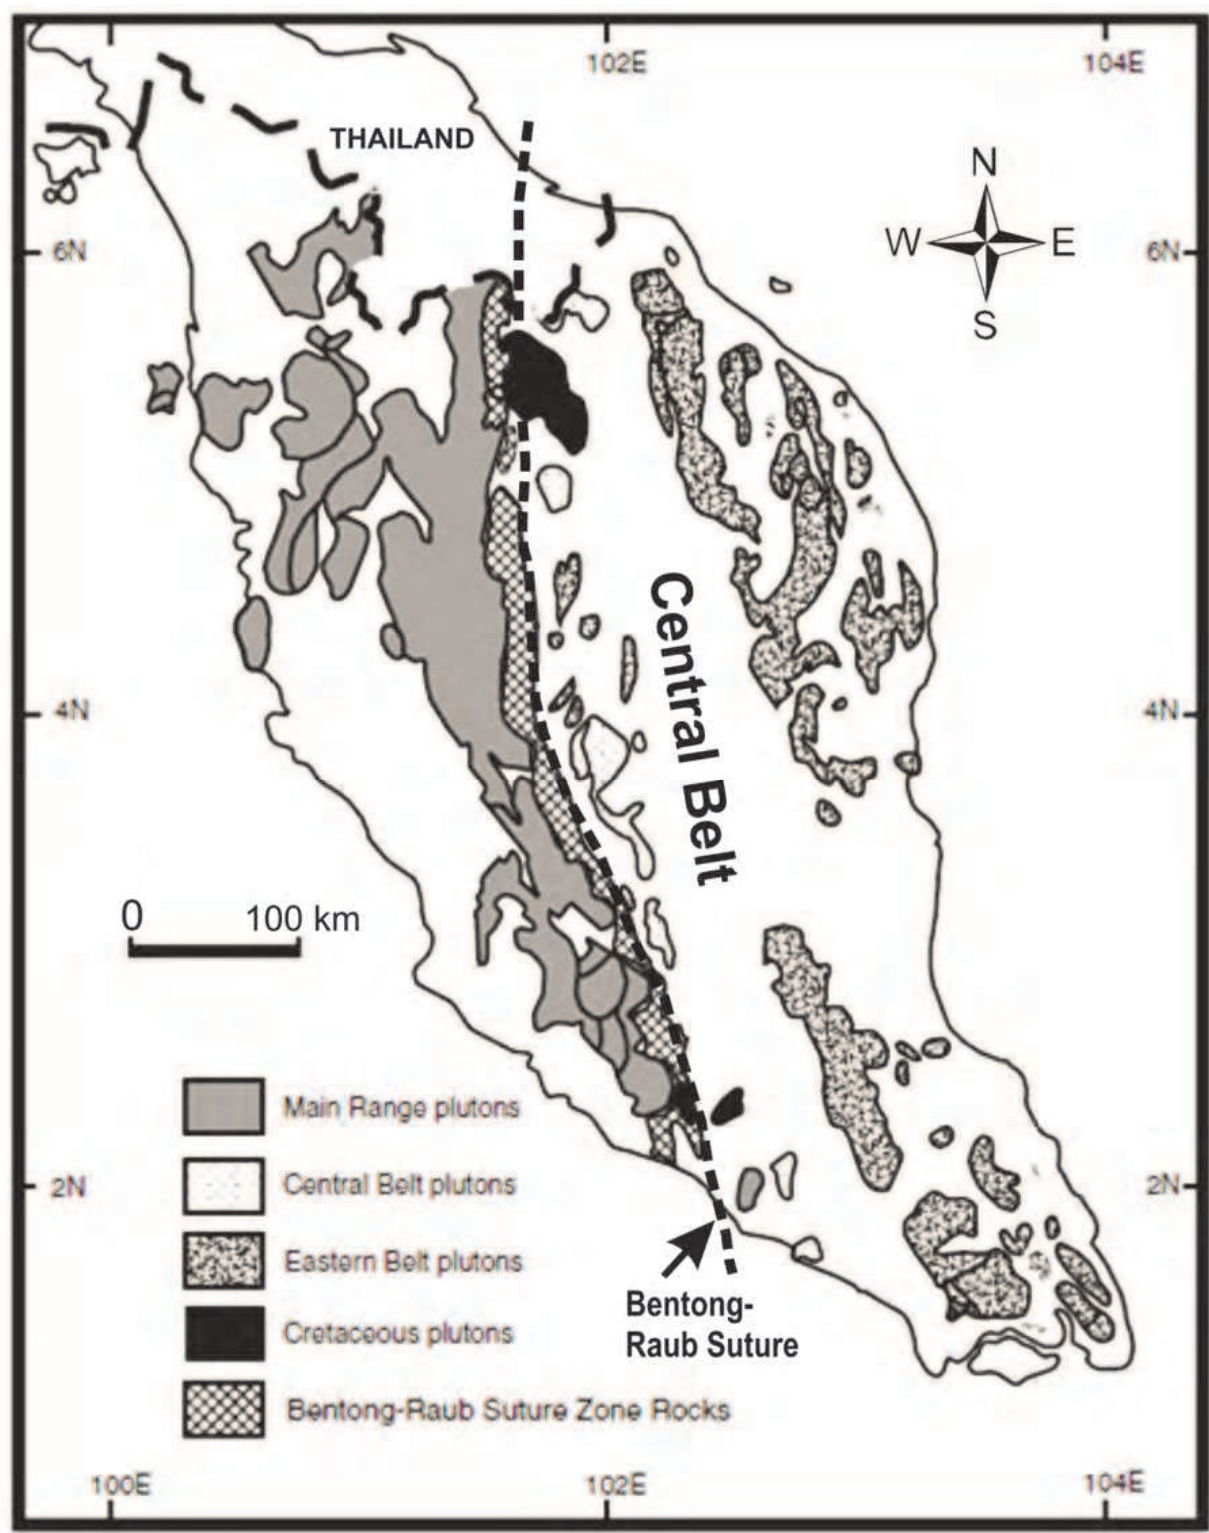 102E
104E
THAILAND
N
W
E
S
6N
6N
Central Belt
4N
4N
0
100 km
Main Range plutons
Central Belt plutons
2N
2N
Eastern Belt plutons
Bentong-
Raub Suture
Cretaceous plutons
Bentong-Raub Suture Zone Rocks
100E
102E
104E